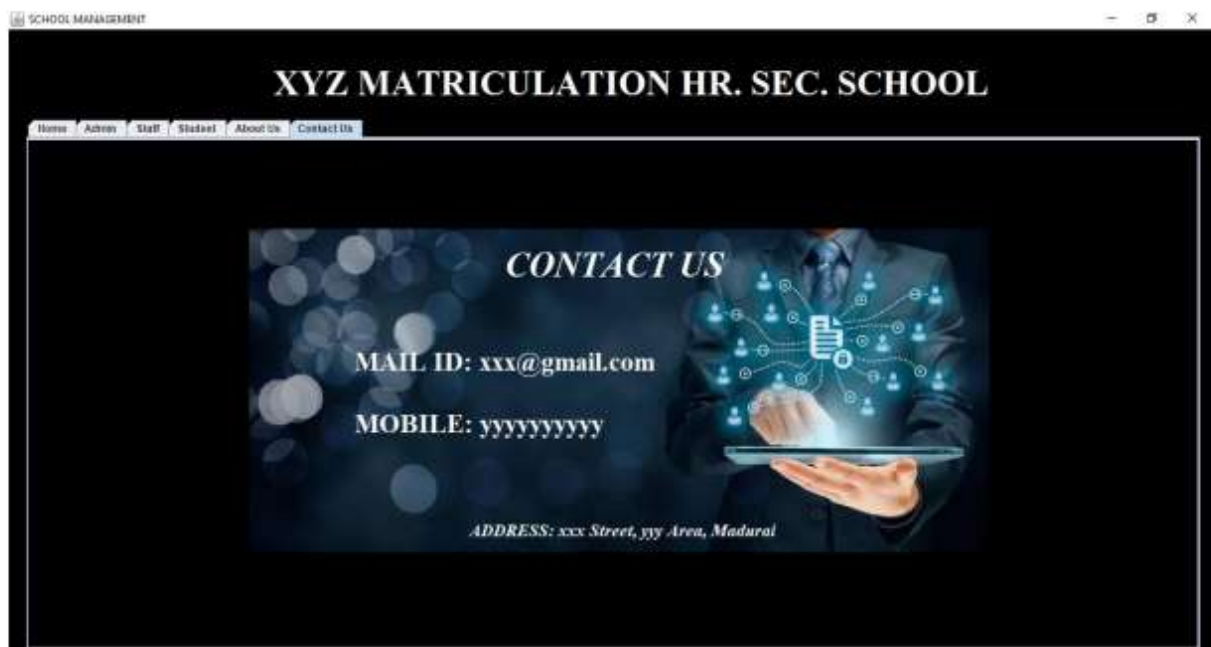 SCHOOL MANAGEMENT
XYZ MATRICULATION HR. SEC. SCHOOL
Home Admin Staff Student About Us Contact Us
CONTACT US
MAIL ID: xxx@gmail.com
MOBILE: yyyyyyyyyy
ADDRESS: xxx Street, yyy Area, Madurai